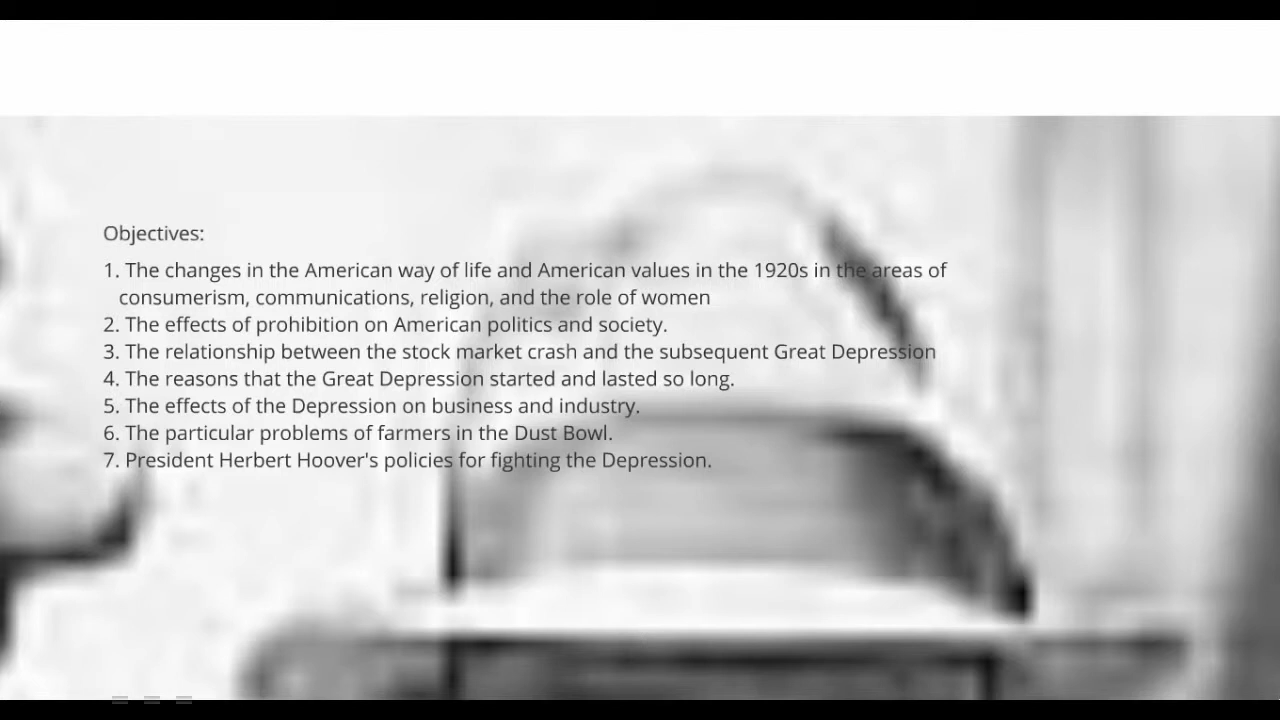 Objectives:
1. The changes in the American way of life and American values in the 1920s in the areas of
consumerism, communications, religion, and the role of women
2. The effects of prohibition on American politics and society.
3. The relationship between the stock market crash and the subsequent Great Depression
4. The reasons that the Great Depression started and lasted so long.
5. The effects of the Depression on business and industry.
6. The particular problems of farmers in the Dust Bowl.
7. President Herbert Hoover's policies for fighting the Depression.